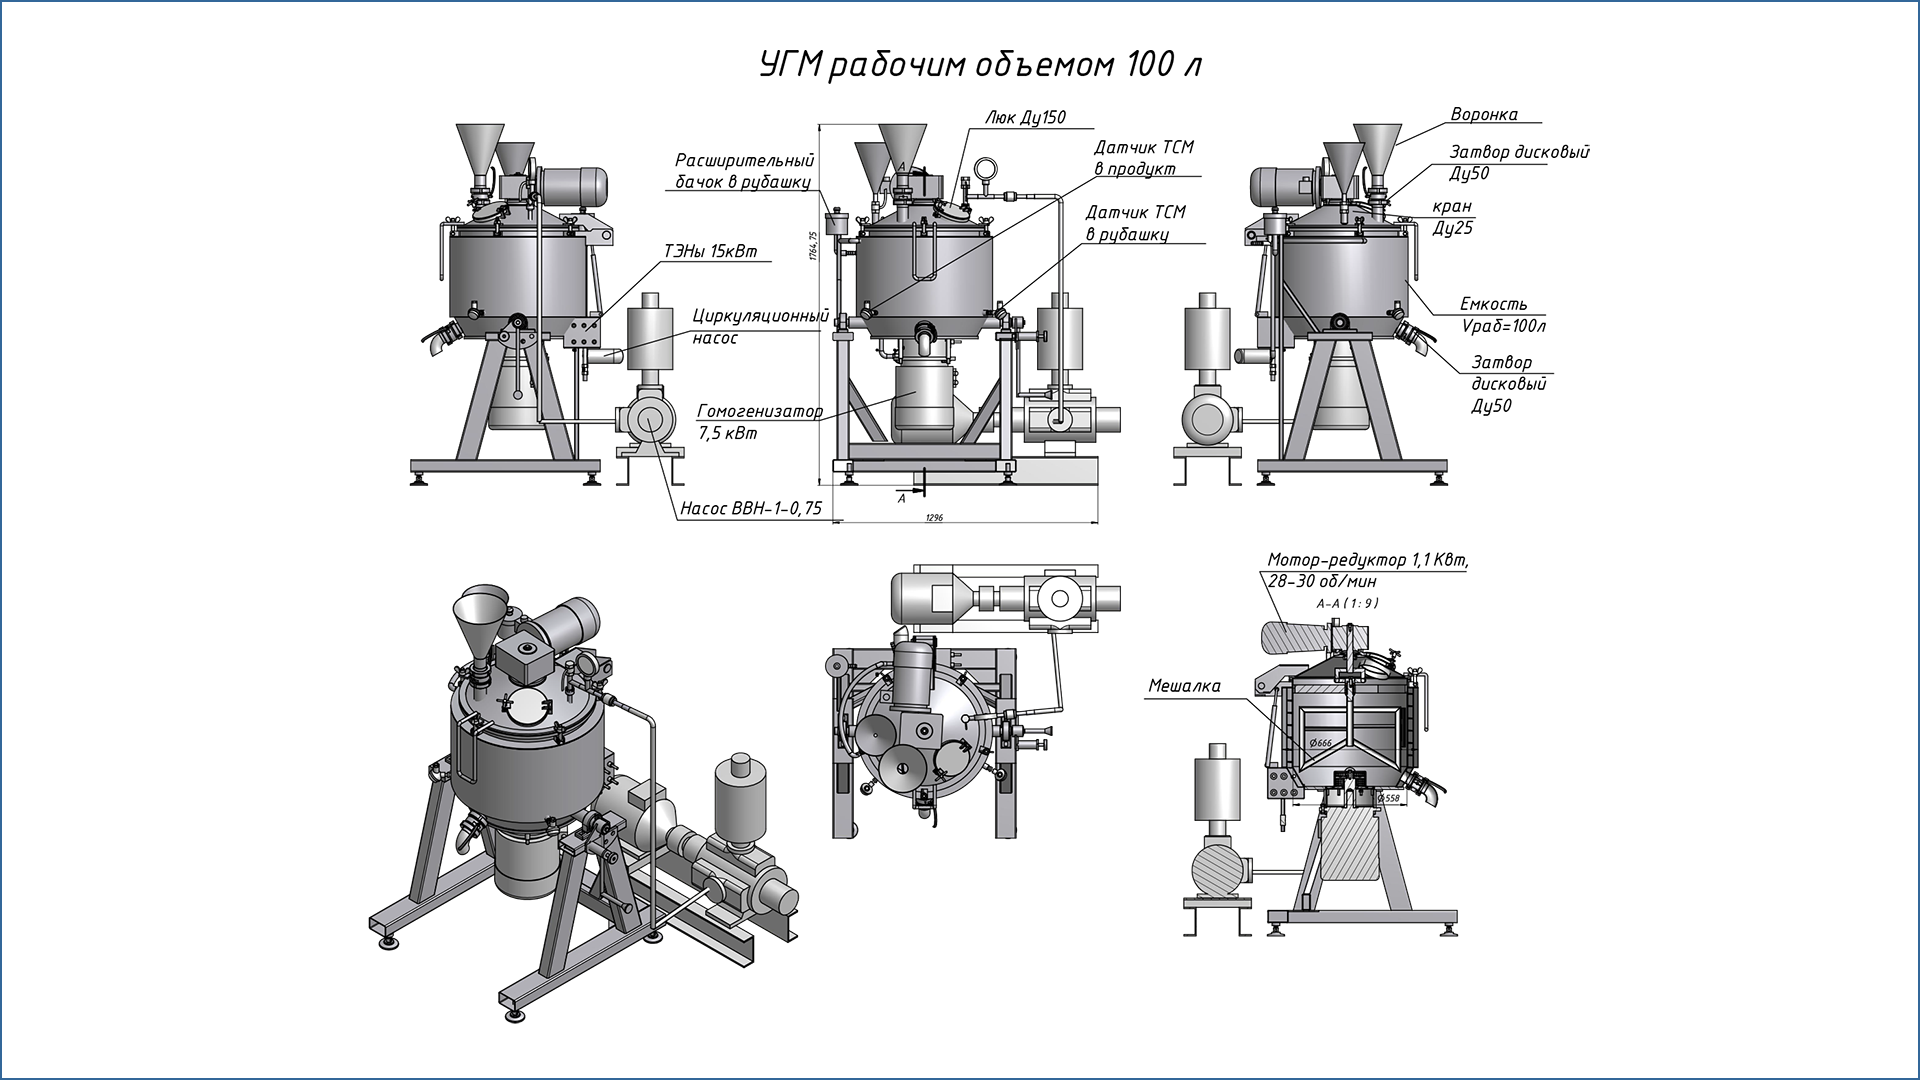 УГМ рабочим объемом 100 л
Люк Ду150
Воронка
Расширительный
бачок в рубашку
Датчик ТСМ
в продукт
Затвор дисковый
Ду50
А
Датчик ТСМ
в рубашку
кран
Ду25
1764,75
ТЭНы 15кВт
Циркуляционный
насос
Емкость
Vраб=100л
Затвор
дисковый
Ду50
Гомогенизатор
7,5 кВт
А
Насос ВВН-1-0,75
1296
Мотор-редуктор 1,1 Квт,
28-30 об/мин
А-А (1:9)
Мешалка
Ø666
Ø558